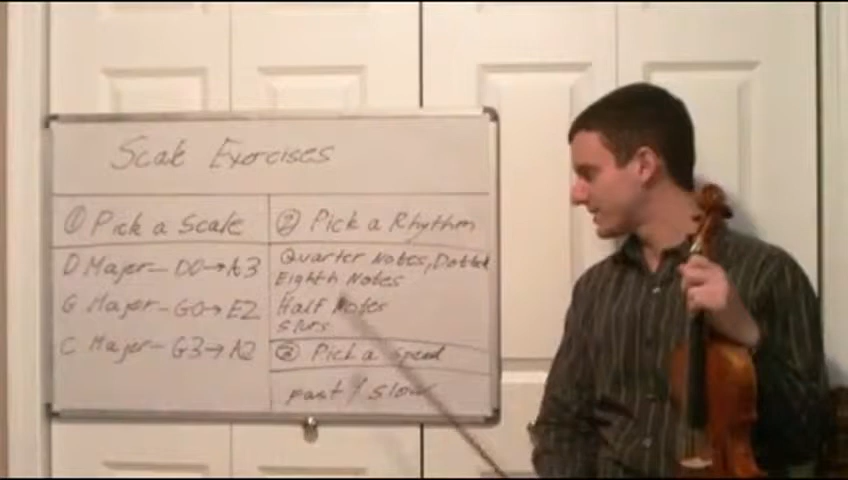 Scale Exercises
① Pick a Scale
D Major – D0→A3
G Major – G0→E2
C Major – G3→A2
② Pick a Rhythm
Quarter Notes, Dotted
Eighth Notes
Half Notes
Slurs
③ Pick a speed
fast / slow